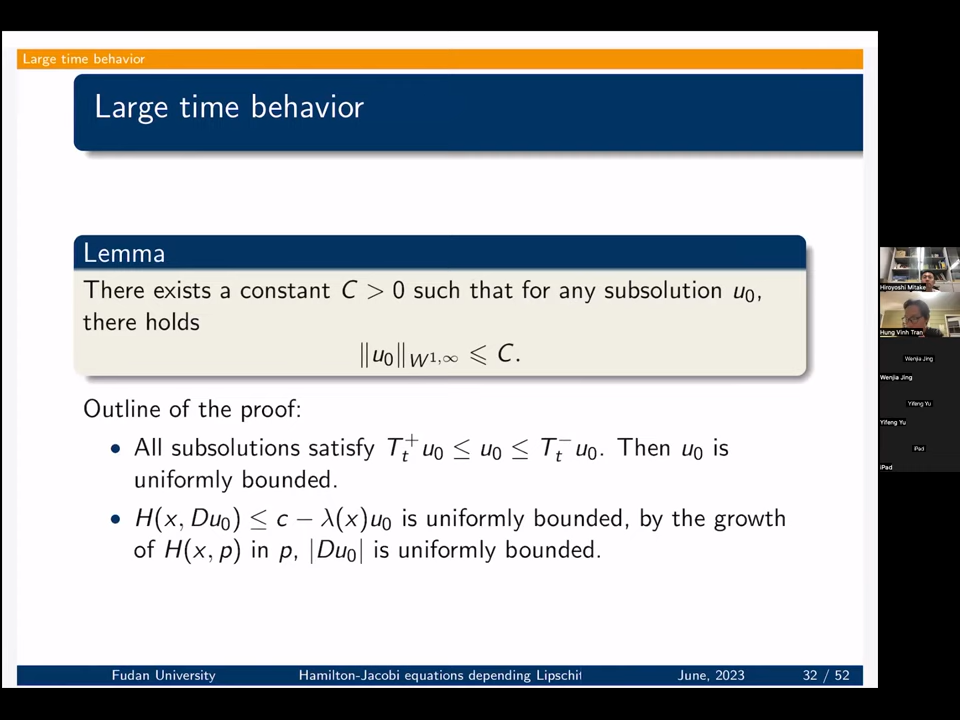 Large time behavior
Large time behavior
Lemma
There exists a constant C > 0 such that for any subsolution u₀,
there holds
‖u₀‖_{W^{1,∞}} ⩽ C.
Outline of the proof:
• All subsolutions satisfy T_t^+ u₀ ≤ u₀ ≤ T_t^- u₀. Then u₀ is
uniformly bounded.
• H(x, Du₀) ≤ c − λ(x)u₀ is uniformly bounded, by the growth
of H(x, p) in p, |Du₀| is uniformly bounded.
Fudan University
Hamilton-Jacobi equations depending Lipschit
June, 2023
32 / 52
Hiroyoshi Mitake
Hung Vinh Tran
Wenjia Jing
Wenjia Jing
Yifeng Yu
Yifeng Yu
iPad
iPad